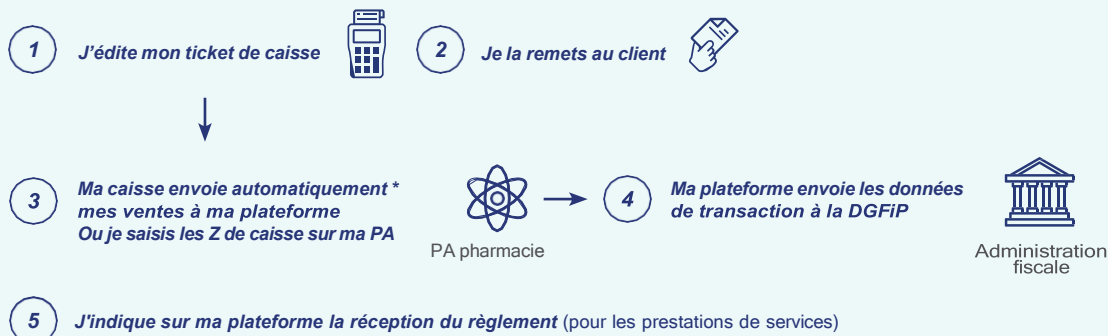 1 J’édite mon ticket de caisse
2 Je la remets au client
3 Ma caisse envoie automatiquement *
mes ventes à ma plateforme
Ou je saisis les Z de caisse sur ma PA
PA pharmacie
4 Ma plateforme envoie les données
de transaction à la DGFiP
Administration
fiscale
5 J'indique sur ma plateforme la réception du règlement (pour les prestations de services)